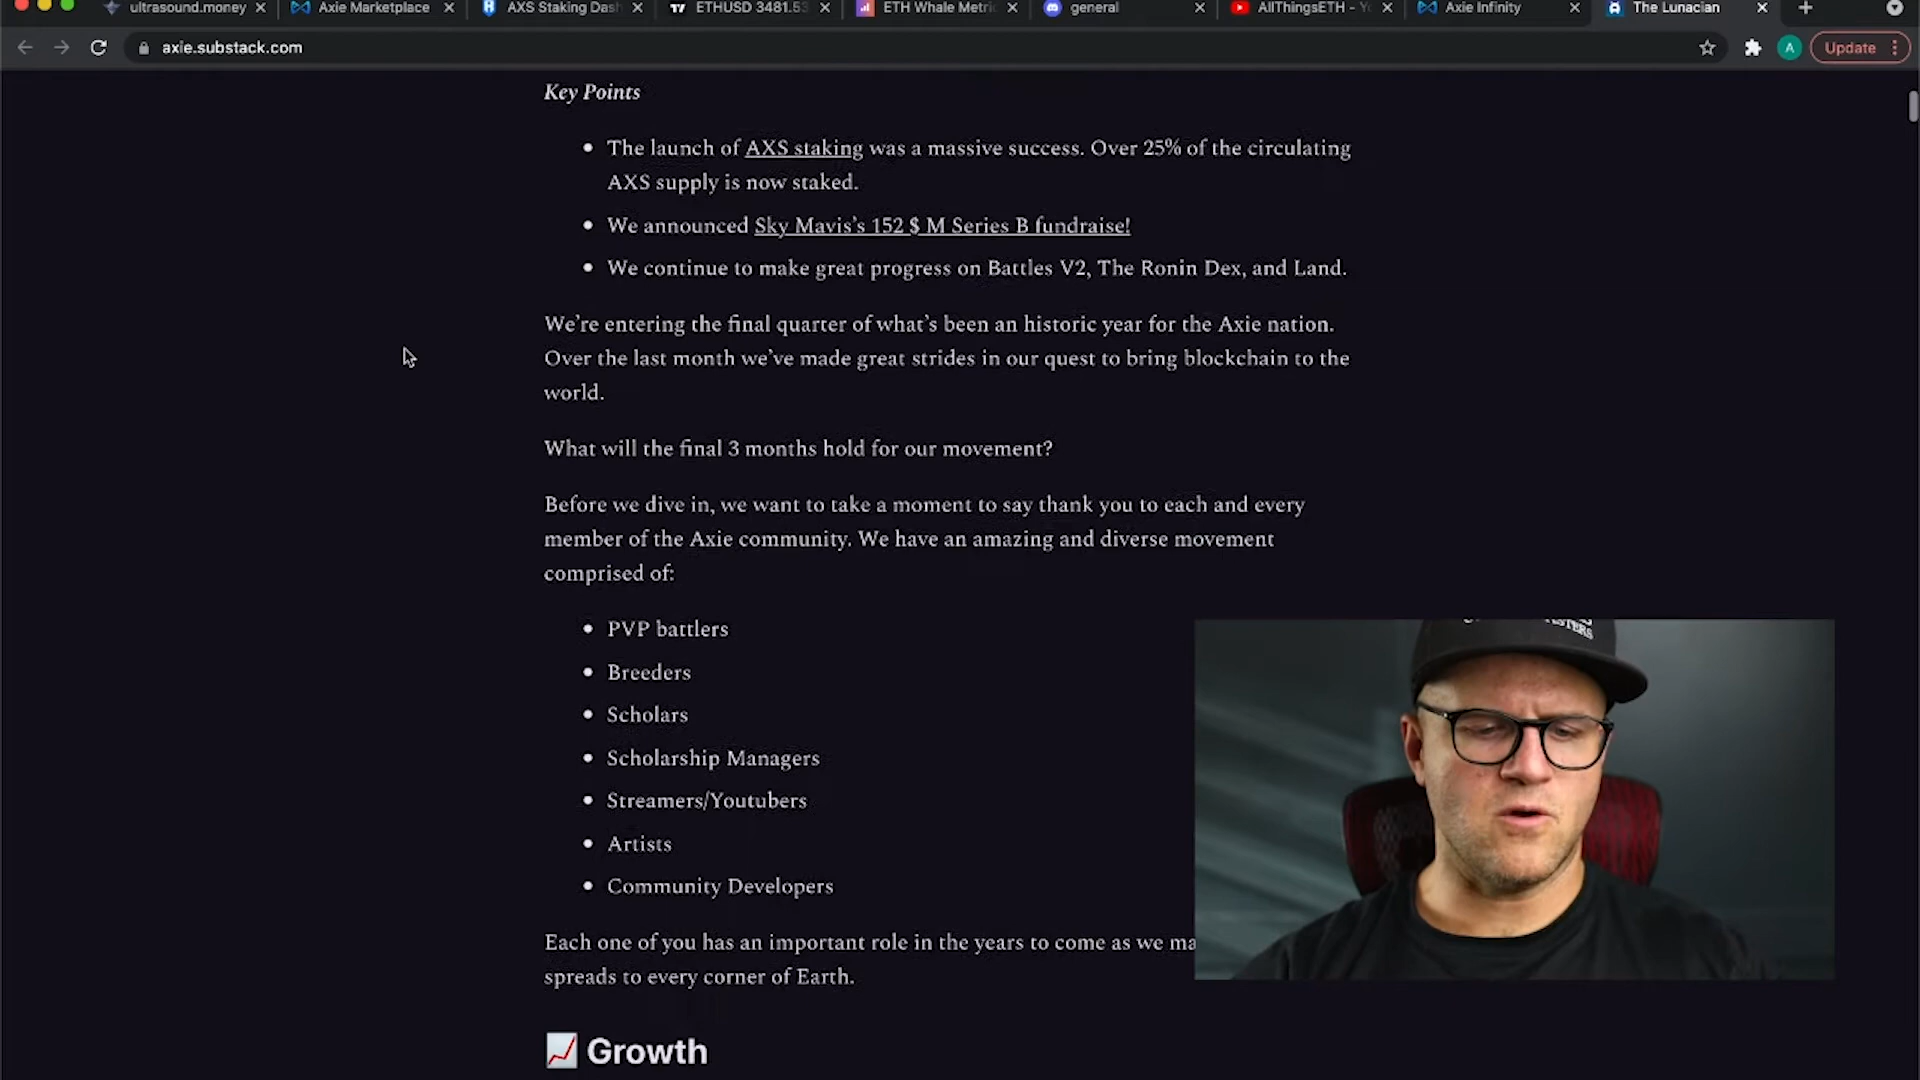 ultrasound.money
Axie Marketplace
AXS Staking Dash
ETHUSD 3481.53
ETH Whale Metri
general
AllThingsETH - Y
Axie Infinity
The Lunacian
axie.substack.com
A
Update
Key Points
The launch of AXS staking was a massive success. Over 25% of the circulating
AXS supply is now staked.
We announced Sky Mavis’s 152 $ M Series B fundraise!
We continue to make great progress on Battles V2, The Ronin Dex, and Land.
We’re entering the final quarter of what’s been an historic year for the Axie nation.
Over the last month we’ve made great strides in our quest to bring blockchain to the
world.
What will the final 3 months hold for our movement?
Before we dive in, we want to take a moment to say thank you to each and every
member of the Axie community. We have an amazing and diverse movement
comprised of:
PVP battlers
Breeders
Scholars
Scholarship Managers
Streamers/Youtubers
Artists
Community Developers
Each one of you has an important role in the years to come as we ma
spreads to every corner of Earth.
Growth